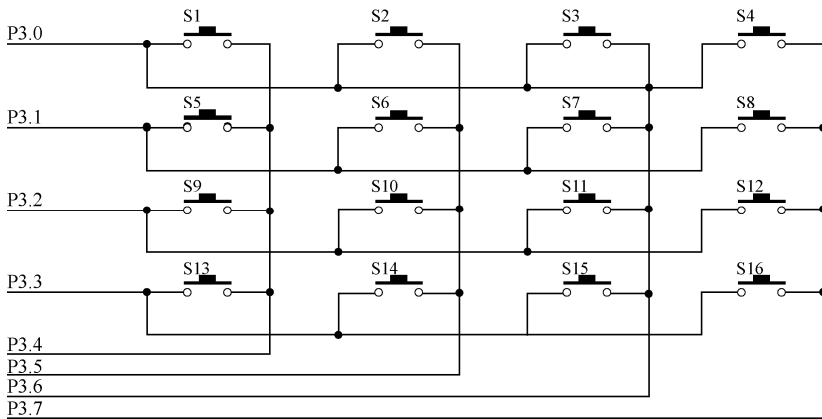 S1 S2 S3 S4
P3.0
S5 S6 S7 S8
P3.1
S9 S10 S11 S12
P3.2
S13 S14 S15 S16
P3.3
P3.4
P3.5
P3.6
P3.7